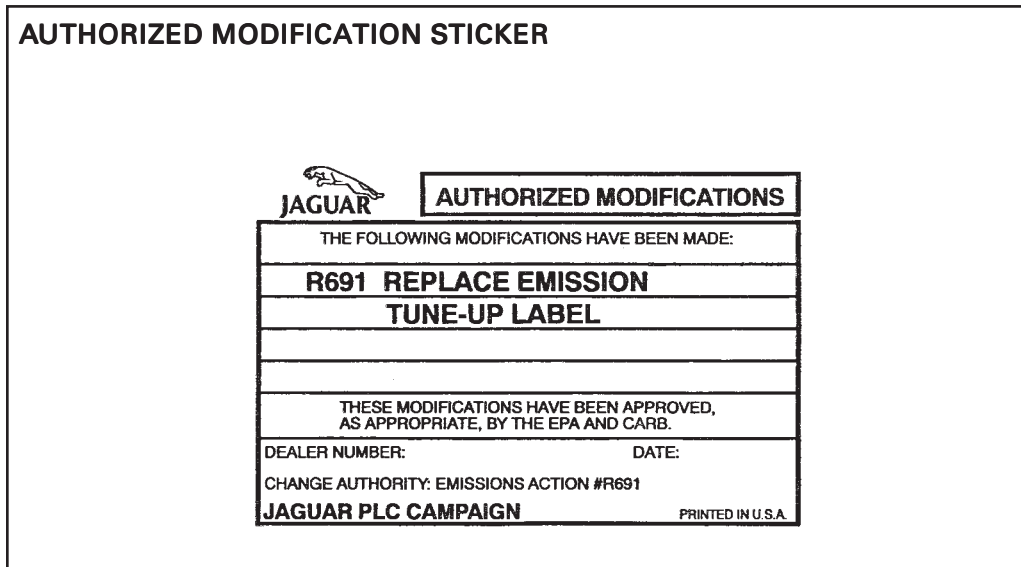 AUTHORIZED MODIFICATION STICKER
JAGUAR
AUTHORIZED MODIFICATIONS
THE FOLLOWING MODIFICATIONS HAVE BEEN MADE:
R691 REPLACE EMISSION
TUNE-UP LABEL
THESE MODIFICATIONS HAVE BEEN APPROVED,
AS APPROPRIATE, BY THE EPA AND CARB.
DEALER NUMBER: DATE:
CHANGE AUTHORITY: EMISSIONS ACTION #R691
JAGUAR PLC CAMPAIGN PRINTED IN U.S.A.